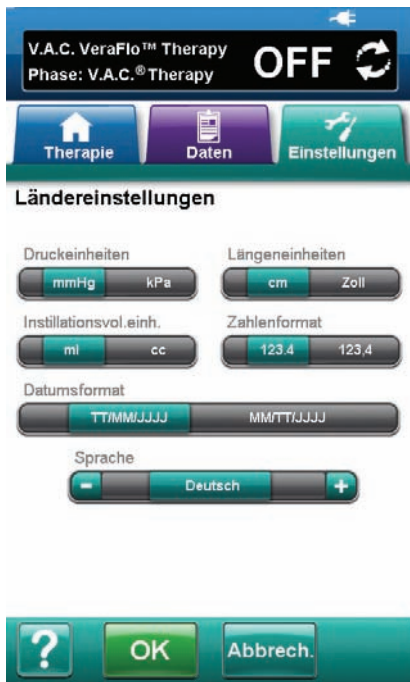 V.A.C. VeraFlo™ Therapy
Phase: V.A.C.® Therapy
OFF
Therapie
Daten
Einstellungen
Ländereinstellungen
Druckeinheiten
Längeneinheiten
mmHg kPa
cm Zoll
Instillationsvol.einh.
Zahlenformat
ml cc
123.4 123,4
Datumsformat
TT/MM/JJJJ MM/TT/JJJJ
Sprache
- Deutsch +
? OK Abbrech.